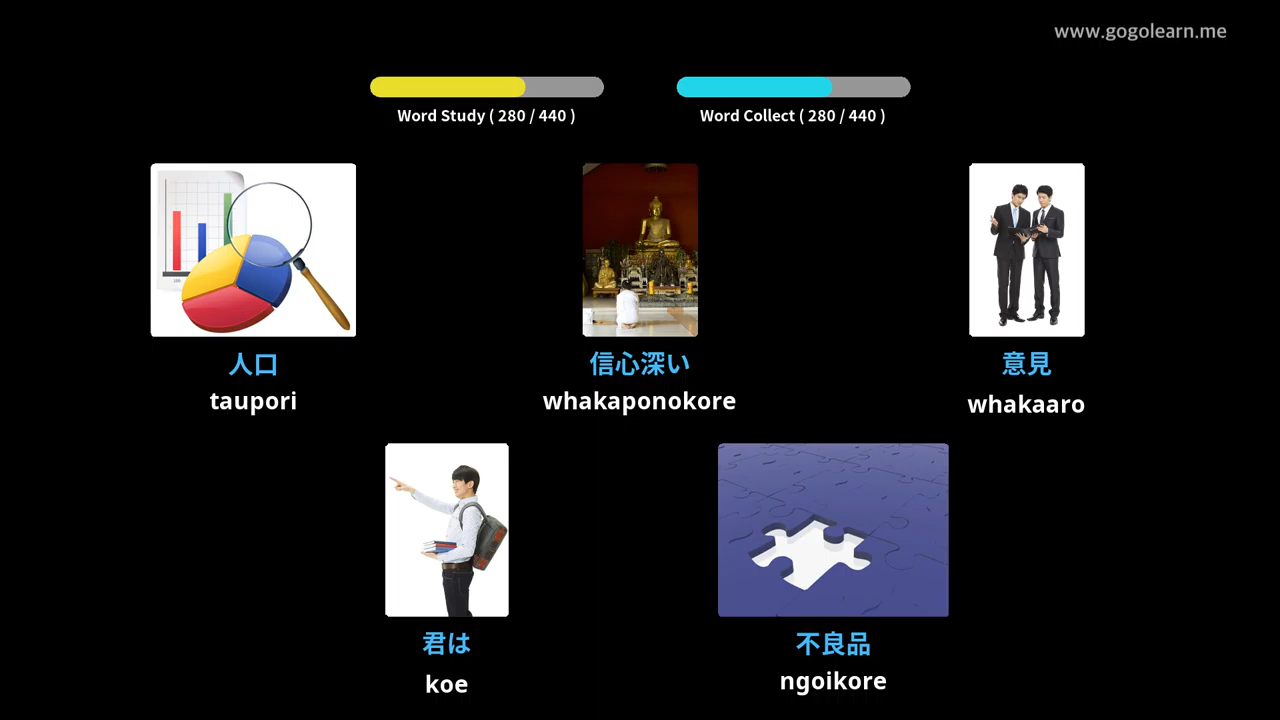 www.gogolearn.me
Word Study ( 280 / 440 )
Word Collect ( 280 / 440 )
人口
taupori
信心深い
whakaponokore
意見
whakaaro
君は
koe
不良品
ngoikore